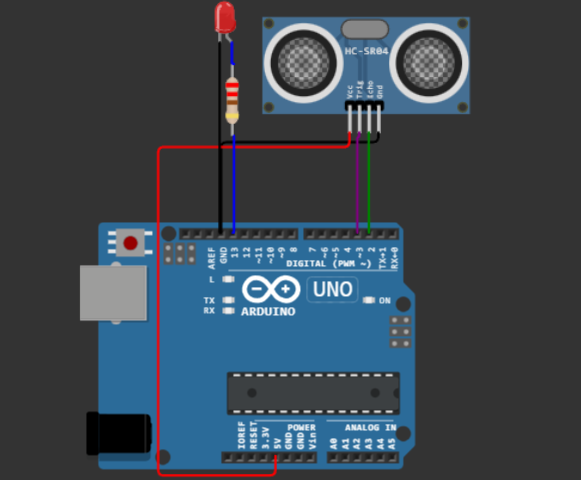 HC-SR04
Vcc
Trig
Echo
Gnd
AREF
GND
13
12
~11
~10
~9
8
7
~6
~5
4
~3
2
TX→1
RX←0
DIGITAL (PWM ~)
L
TX
RX
UNO
ON
ARDUINO
IOREF
RESET
3.3V
5V
GND
GND
Vin
POWER
ANALOG IN
A0
A1
A2
A3
A4
A5